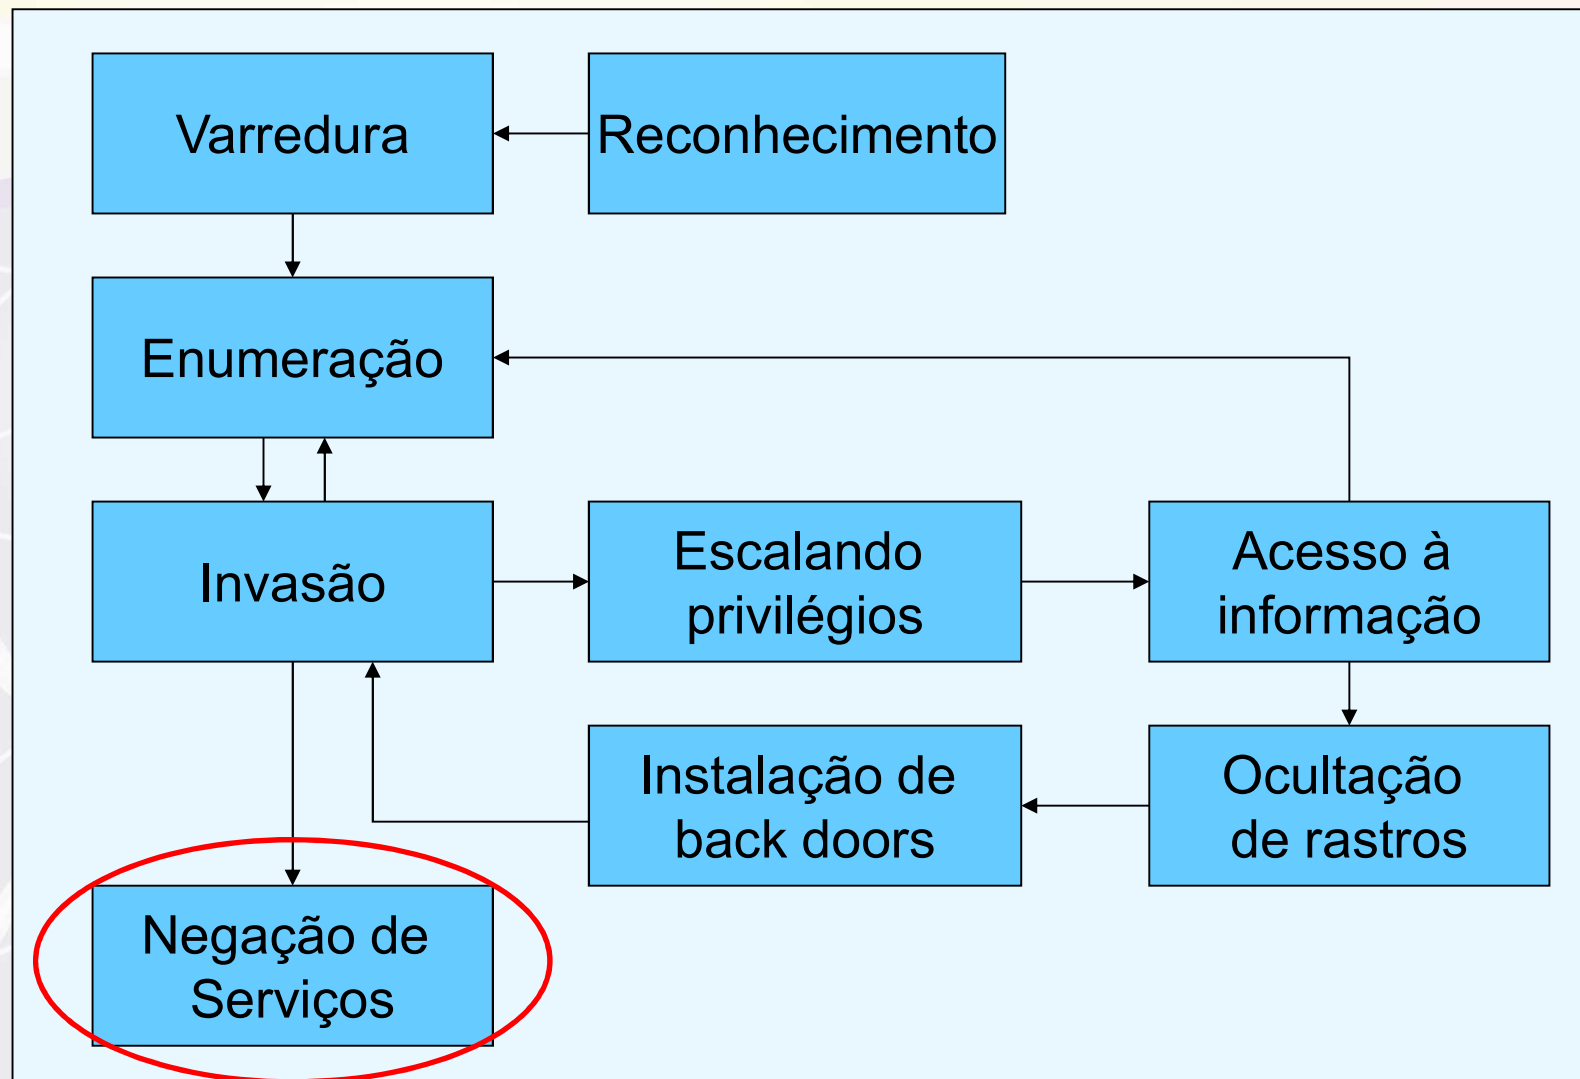 Varredura
Reconhecimento
Enumeração
Invasão
Escalando
privilégios
Acesso à
informação
Instalação de
back doors
Ocultação
de rastros
Negação de
Serviços